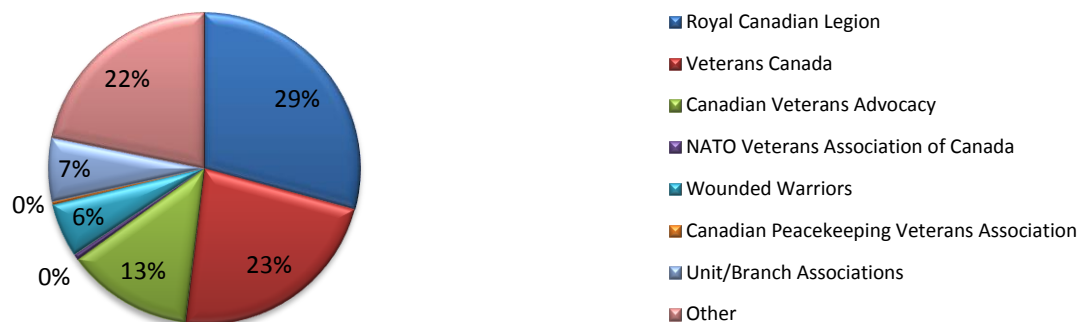 29%
23%
13%
0%
6%
0%
7%
22%
Royal Canadian Legion
Veterans Canada
Canadian Veterans Advocacy
NATO Veterans Association of Canada
Wounded Warriors
Canadian Peacekeeping Veterans Association
Unit/Branch Associations
Other